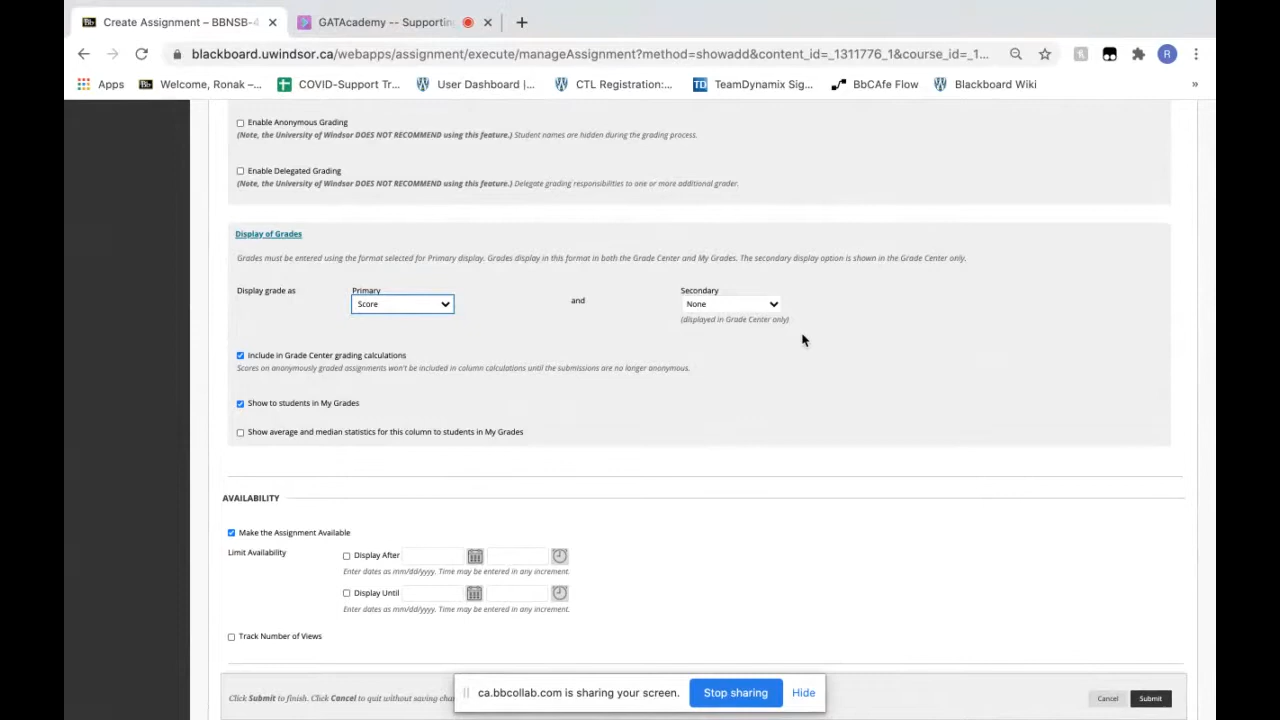 Create Assignment – BBNSB-4
GATAcademy -- Supporting
blackboard.uwindsor.ca/webapps/assignment/execute/manageAssignment?method=showadd&content_id=_1311776_1&course_id=_1...
R
Apps
Bb
Welcome, Ronak –...
COVID-Support Tr...
User Dashboard |...
CTL Registration:...
TD
TeamDynamix Sig...
BbCAfe Flow
Blackboard Wiki
»
Enable Anonymous Grading
(Note, the University of Windsor DOES NOT RECOMMEND using this feature.) Student names are hidden during the grading process.
Enable Delegated Grading
(Note, the University of Windsor DOES NOT RECOMMEND using this feature.) Delegate grading responsibilities to one or more additional grader.
Display of Grades
Grades must be entered using the format selected for Primary display. Grades display in this format in both the Grade Center and My Grades. The secondary display option is shown in the Grade Center only.
Display grade as
Primary
Score
and
Secondary
None
(displayed in Grade Center only)
Include in Grade Center grading calculations
Scores on anonymously graded assignments won't be included in column calculations until the submissions are no longer anonymous.
Show to students in My Grades
Show average and median statistics for this column to students in My Grades
AVAILABILITY
Make the Assignment Available
Limit Availability
Display After
Enter dates as mm/dd/yyyy. Time may be entered in any increment.
Display Until
Enter dates as mm/dd/yyyy. Time may be entered in any increment.
Track Number of Views
Click Submit to finish. Click Cancel to quit without saving cha
ca.bbcollab.com is sharing your screen.
Stop sharing
Hide
Cancel
Submit